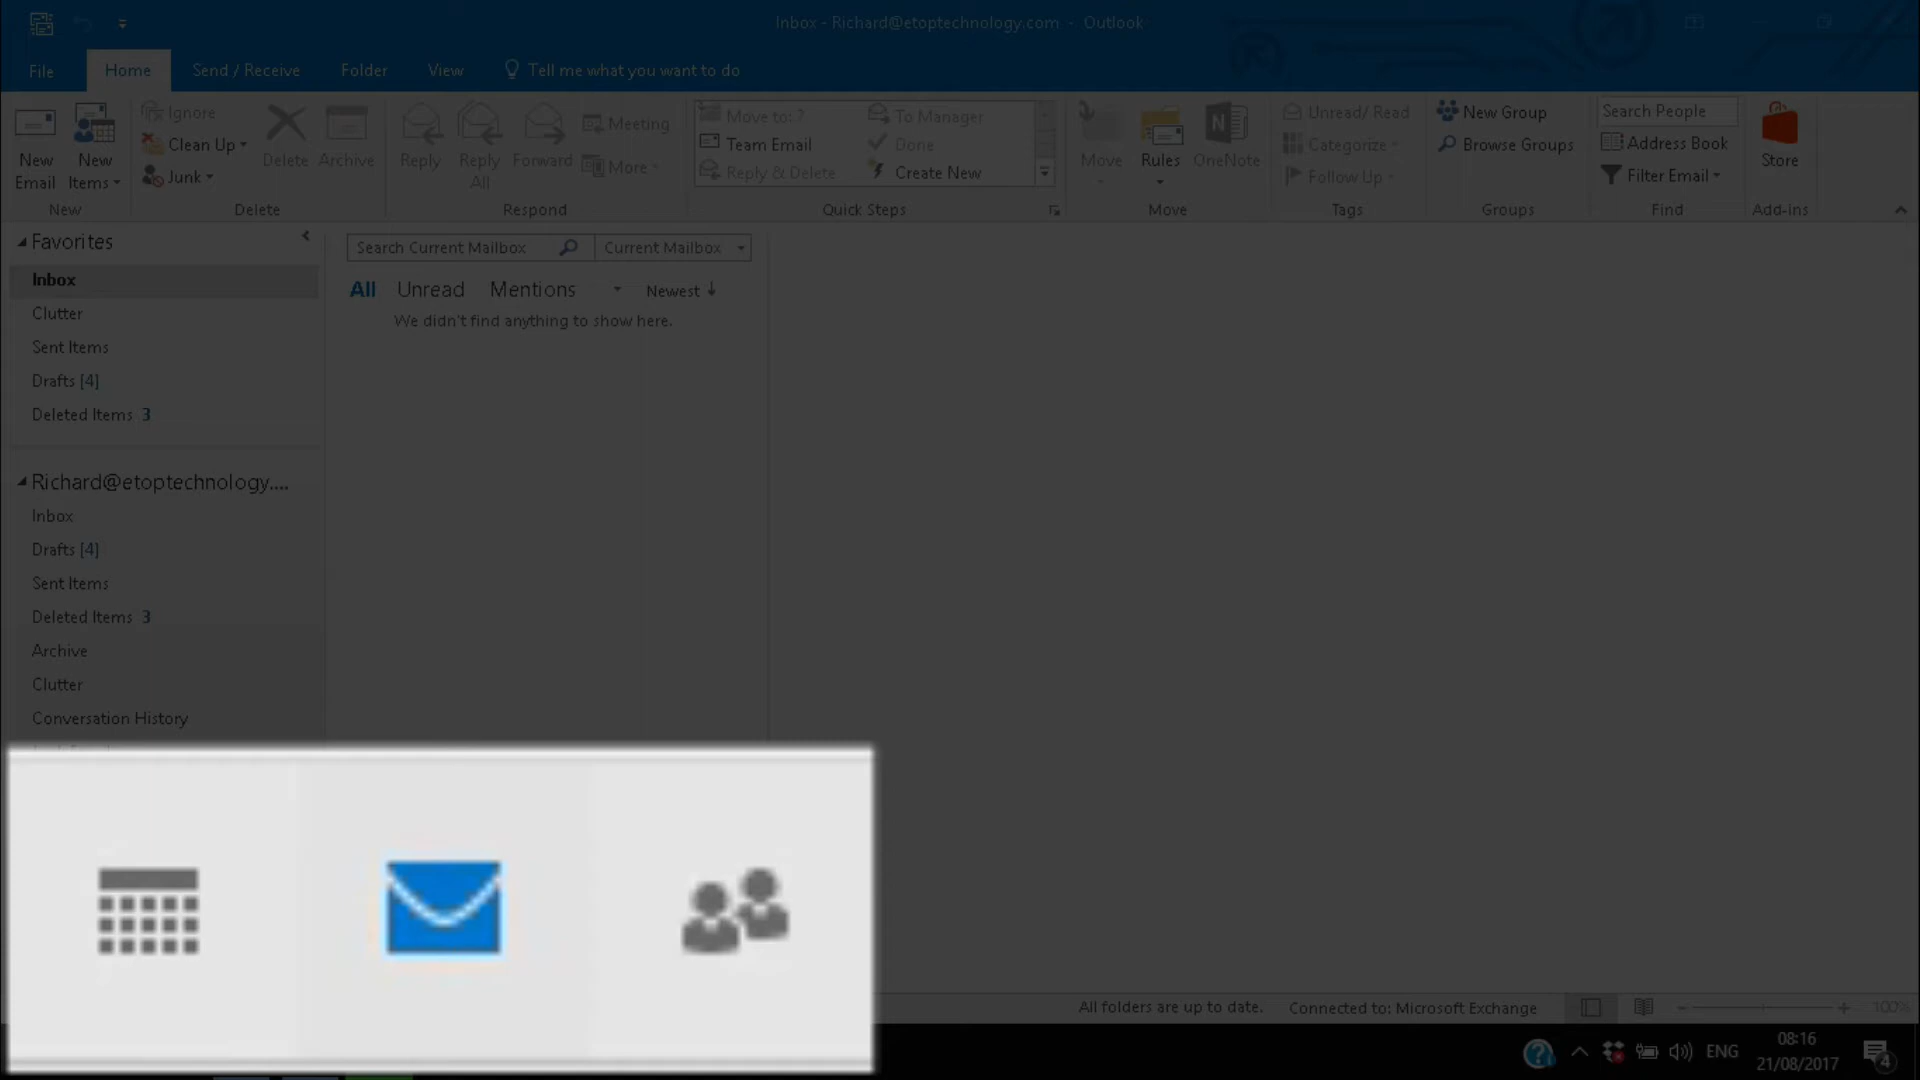 Inbox - Richard@etoptechnology.com - Outlook
File Home Send / Receive Folder View Tell me what you want to do
New Email
New Items
Ignore
Clean Up
Junk
Delete
Archive
Reply
Reply All
Forward
Meeting
More
Move to: ?
Team Email
Reply & Delete
To Manager
Done
Create New
Move
Rules
OneNote
Unread/ Read
Categorize
Follow Up
New Group
Browse Groups
Search People
Address Book
Filter Email
Store
New Delete Respond Quick Steps Move Tags Groups Find Add-ins
Favorites
Inbox
Clutter
Sent Items
Drafts [4]
Deleted Items 3
Richard@etoptechnology....
Inbox
Drafts [4]
Sent Items
Deleted Items 3
Archive
Clutter
Conversation History
Search Current Mailbox Current Mailbox
All Unread Mentions Newest
We didn't find anything to show here.
All folders are up to date. Connected to: Microsoft Exchange 100%
ENG
08:16
21/08/2017
4